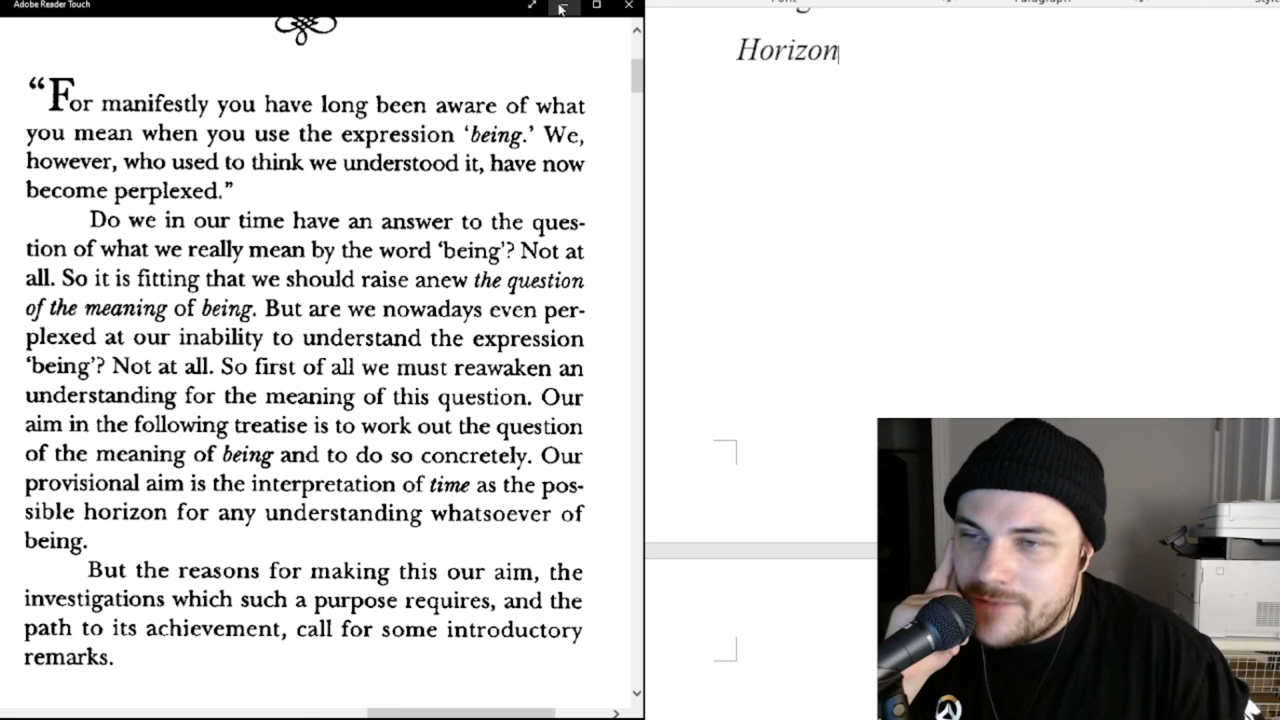 Adobe Reader Touch
“For manifestly you have long been aware of what
you mean when you use the expression ‘being.’ We,
however, who used to think we understood it, have now
become perplexed.”
Do we in our time have an answer to the ques-
tion of what we really mean by the word ‘being’? Not at
all. So it is fitting that we should raise anew the question
of the meaning of being. But are we nowadays even per-
plexed at our inability to understand the expression
‘being’? Not at all. So first of all we must reawaken an
understanding for the meaning of this question. Our
aim in the following treatise is to work out the question
of the meaning of being and to do so concretely. Our
provisional aim is the interpretation of time as the pos-
sible horizon for any understanding whatsoever of
being.
But the reasons for making this our aim, the
investigations which such a purpose requires, and the
path to its achievement, call for some introductory
remarks.
Horizon